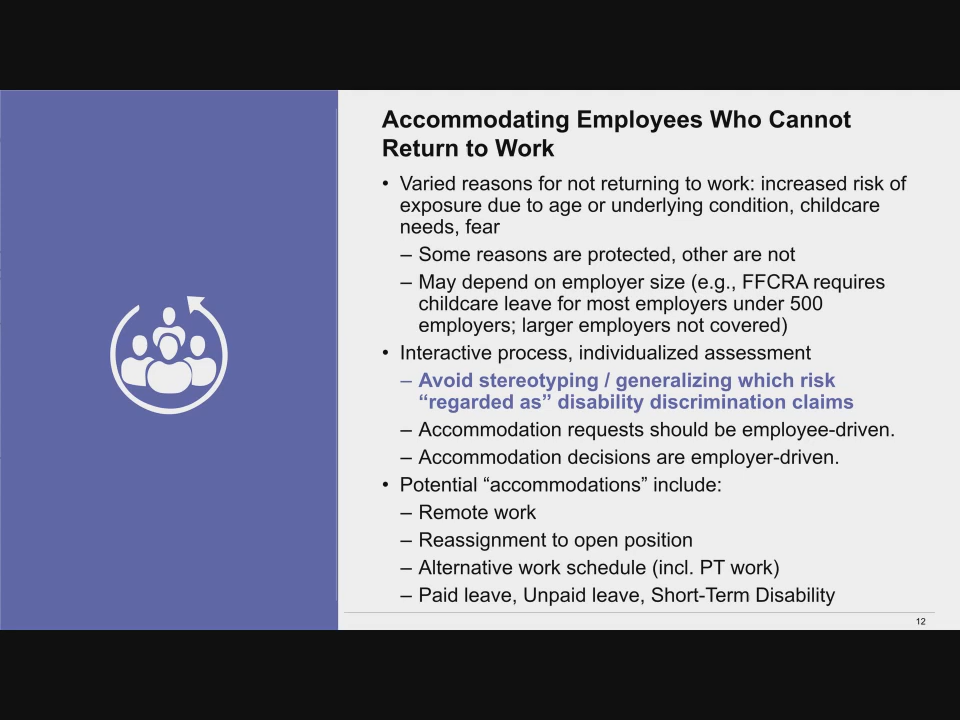 Accommodating Employees Who Cannot
Return to Work
• Varied reasons for not returning to work: increased risk of
exposure due to age or underlying condition, childcare
needs, fear
– Some reasons are protected, other are not
– May depend on employer size (e.g., FFCRA requires
childcare leave for most employers under 500
employers; larger employers not covered)
• Interactive process, individualized assessment
– Avoid stereotyping / generalizing which risk
“regarded as” disability discrimination claims
– Accommodation requests should be employee-driven.
– Accommodation decisions are employer-driven.
• Potential “accommodations” include:
– Remote work
– Reassignment to open position
– Alternative work schedule (incl. PT work)
– Paid leave, Unpaid leave, Short-Term Disability
12